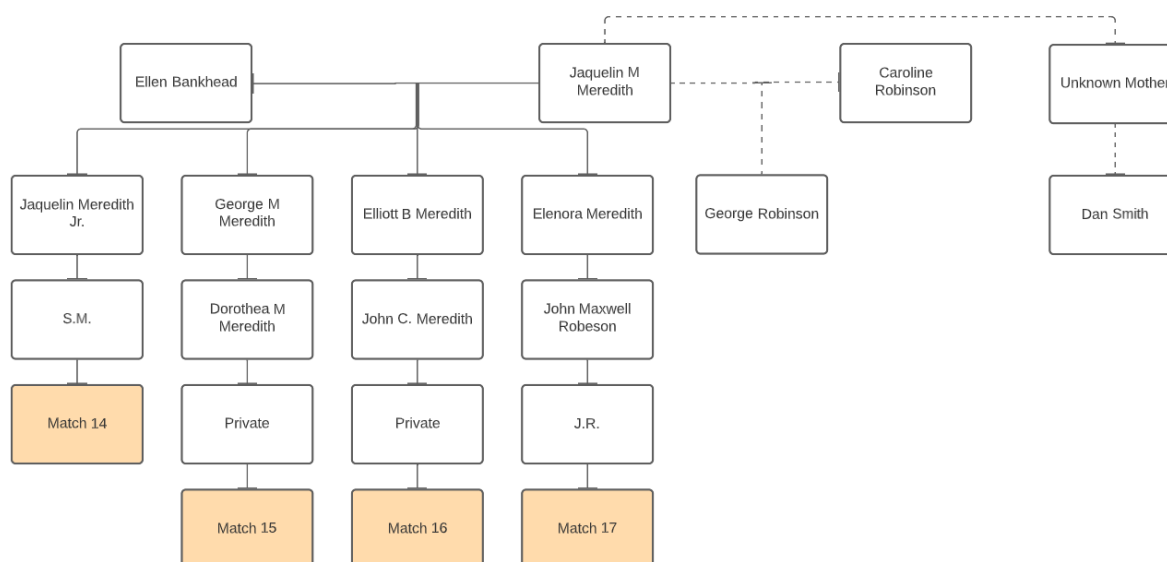 Ellen Bankhead
Jaquelin M
Meredith
Caroline
Robinson
Unknown Mother
Jaquelin Meredith
Jr.
George M
Meredith
Elliott B Meredith
Elenora Meredith
George Robinson
Dan Smith
S.M.
Dorothea M
Meredith
John C. Meredith
John Maxwell
Robeson
Match 14
Private
Private
J.R.
Match 15
Match 16
Match 17